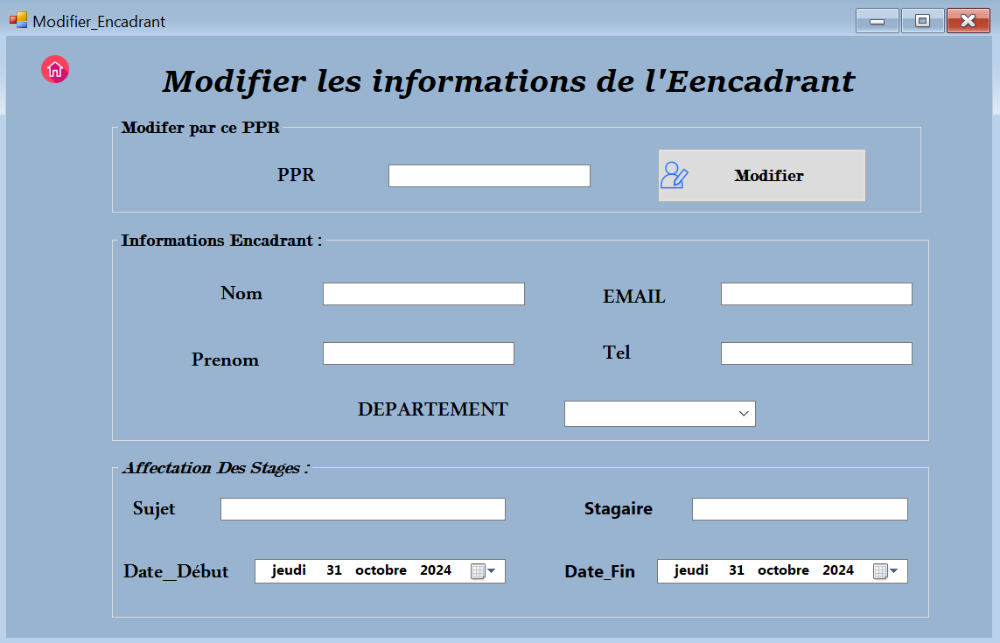 Modifier_Encadrant
Modifier les informations de l'Eencadrant
Modifer par ce PPR
PPR
Modifier
Informations Encadrant :
Nom
EMAIL
Prenom
Tel
DEPARTEMENT
Affectation Des Stages :
Sujet
Stagaire
Date_Début
jeudi 31 octobre 2024
Date_Fin
jeudi 31 octobre 2024